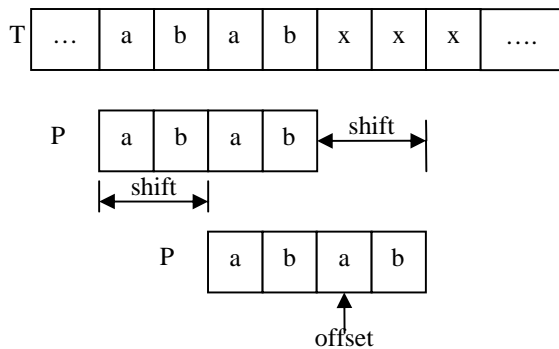 T … a b a b x x x ….
P a b a b shift
shift
P a b a b
offset